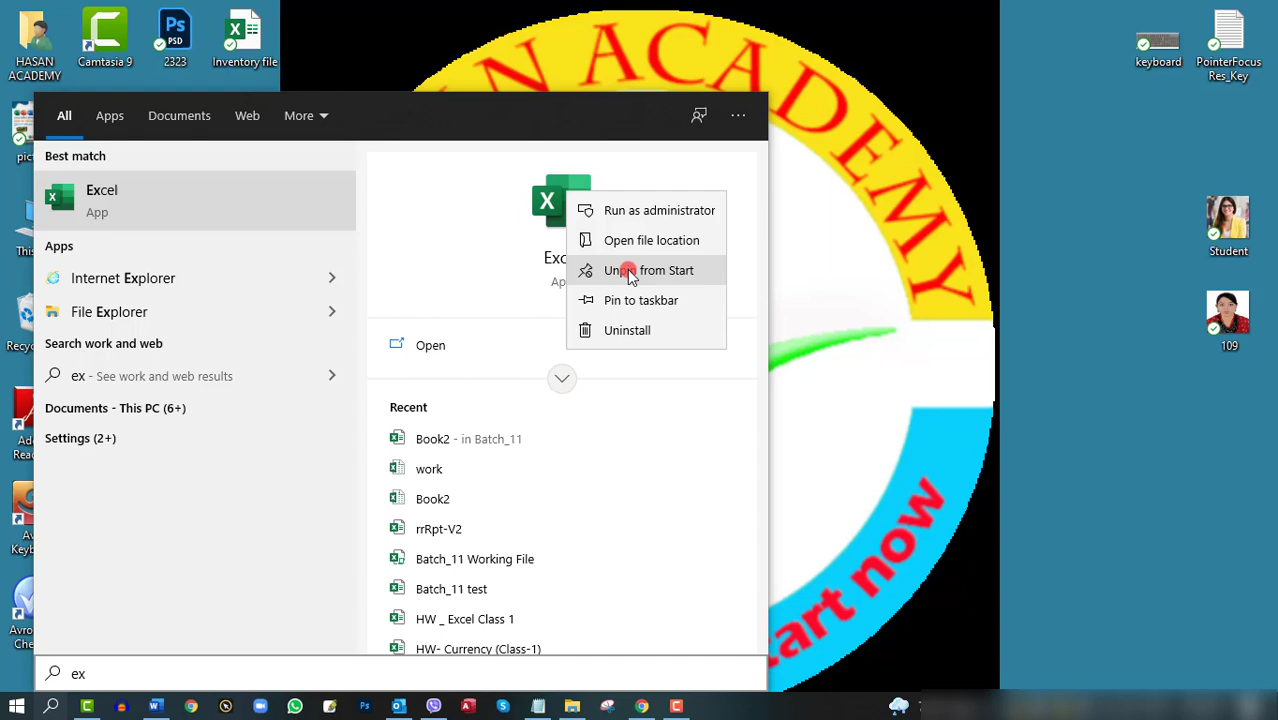 HASAN
ACADEMY
Camtasia 9
PSD
2323
Inventory file
N ACADEMY
keyboard
PointerFocus
Res_Key
All
Apps
Documents
Web
More
Best match
Excel
App
Apps
Internet Explorer
File Explorer
Search work and web
ex - See work and web results
Documents - This PC (6+)
Settings (2+)
Run as administrator
Open file location
Unpin from Start
Pin to taskbar
Uninstall
Open
Recent
Book2 - in Batch_11
work
Book2
rrRpt-V2
Batch_11 Working File
Batch_11 test
HW _ Excel Class 1
HW- Currency (Class-1)
Student
109
tart now
ex